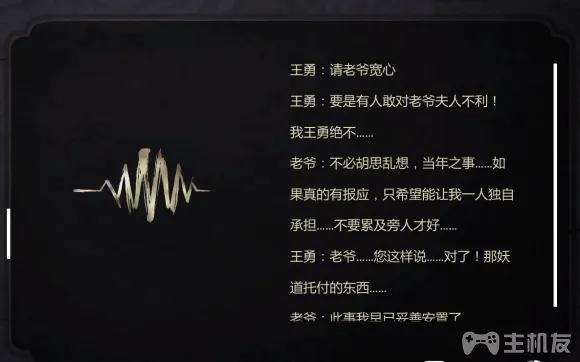 王勇：请老爷宽心
王勇：要是有人敢对老爷夫人不利！
我王勇绝不……
老爷：不必胡思乱想，当年之事……如
果真的有报应，只希望能让我一人独自
承担……不要累及旁人才好……
王勇：老爷……您这样说……对了！那妖
道托付的东西……
老爷：此事我早已妥善安置了
主机友